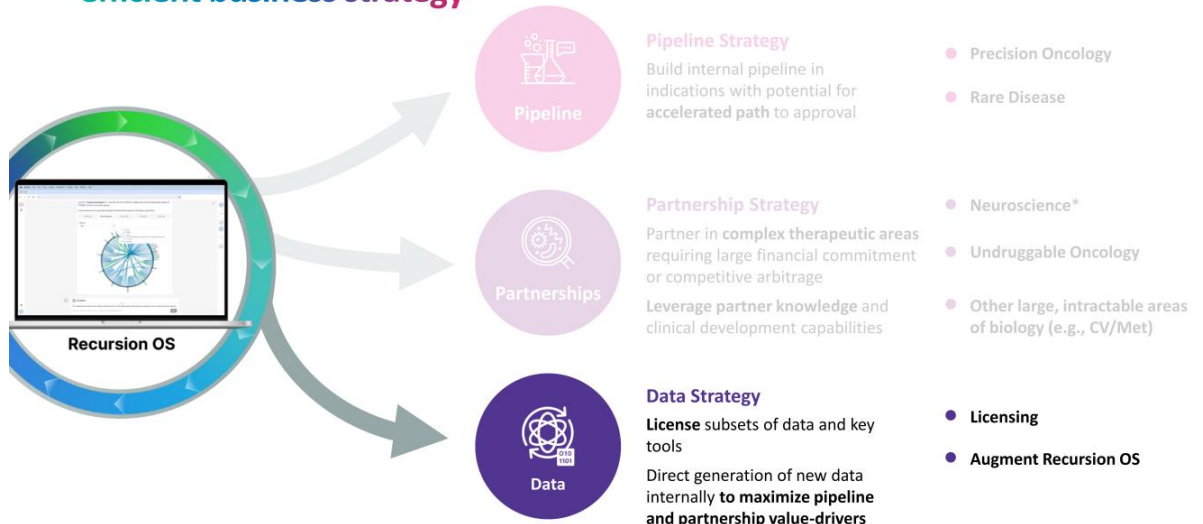 efficient business strategy
Pipeline
Pipeline Strategy
Build internal pipeline in
indications with potential for
accelerated path to approval
Precision Oncology
Rare Disease
Recursion OS
Partnerships
Partnership Strategy
Partner in complex therapeutic areas
requiring large financial commitment
or competitive arbitrage
Leverage partner knowledge and
clinical development capabilities
Neuroscience*
Undruggable Oncology
Other large, intractable areas
of biology (e.g., CV/Met)
010
1101
Data
Data Strategy
License subsets of data and key
tools
Direct generation of new data
internally to maximize pipeline
and partnership value-drivers
Licensing
Augment Recursion OS